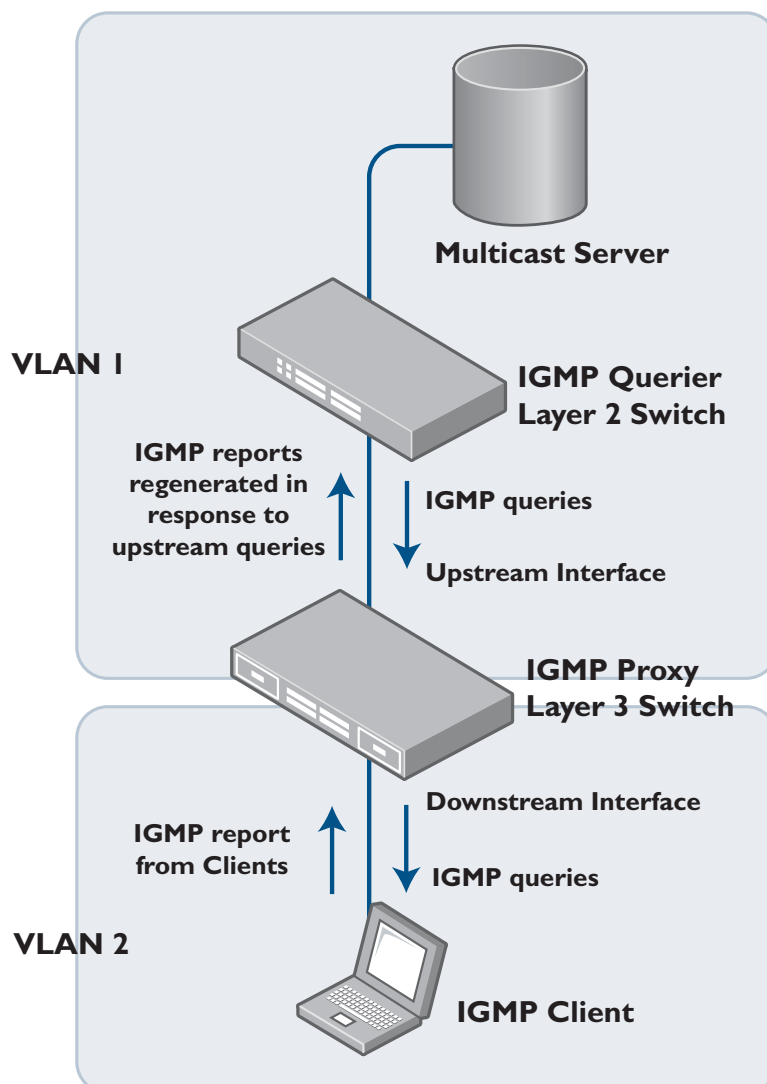 Multicast Server
VLAN 1
IGMP Querier
Layer 2 Switch
IGMP reports
regenerated in
response to
upstream queries
IGMP queries
Upstream Interface
IGMP Proxy
Layer 3 Switch
Downstream Interface
IGMP report
from Clients
IGMP queries
VLAN 2
IGMP Client